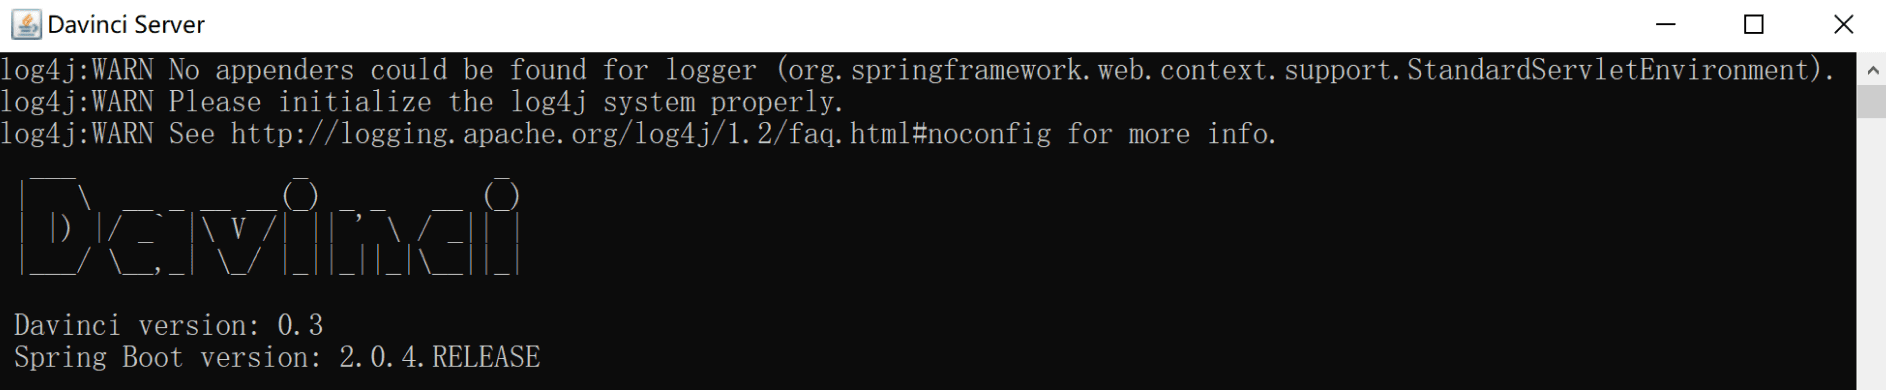 Davinci Server
log4j:WARN No appenders could be found for logger (org.springframework.web.context.support.StandardServletEnvironment).
log4j:WARN Please initialize the log4j system properly.
log4j:WARN See http://logging.apache.org/log4j/1.2/faq.html#noconfig for more info.
Davinci
Davinci version: 0.3
Spring Boot version: 2.0.4.RELEASE